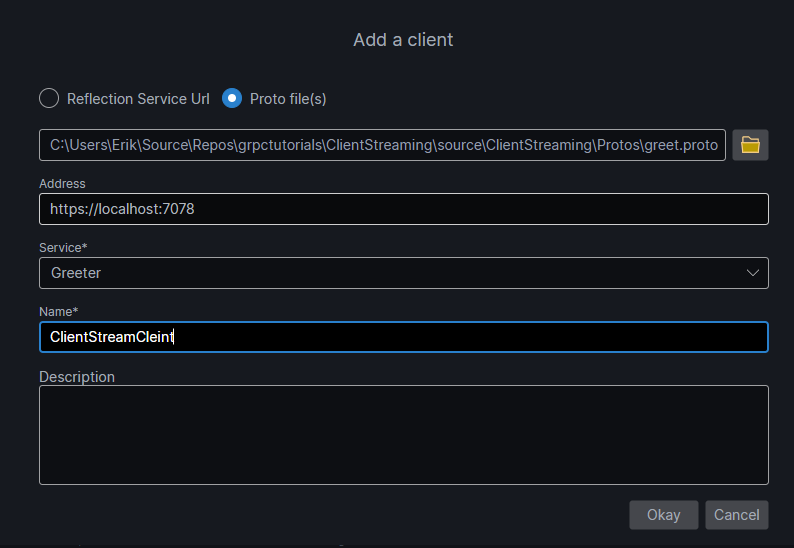 Add a client
Reflection Service Url Proto file(s)
C:\Users\Erik\Source\Repos\grpctutorials\ClientStreaming\source\ClientStreaming\Protos\greet.proto
Address
https://localhost:7078
Service*
Greeter
Name*
ClientStreamCleint
Description
Okay Cancel